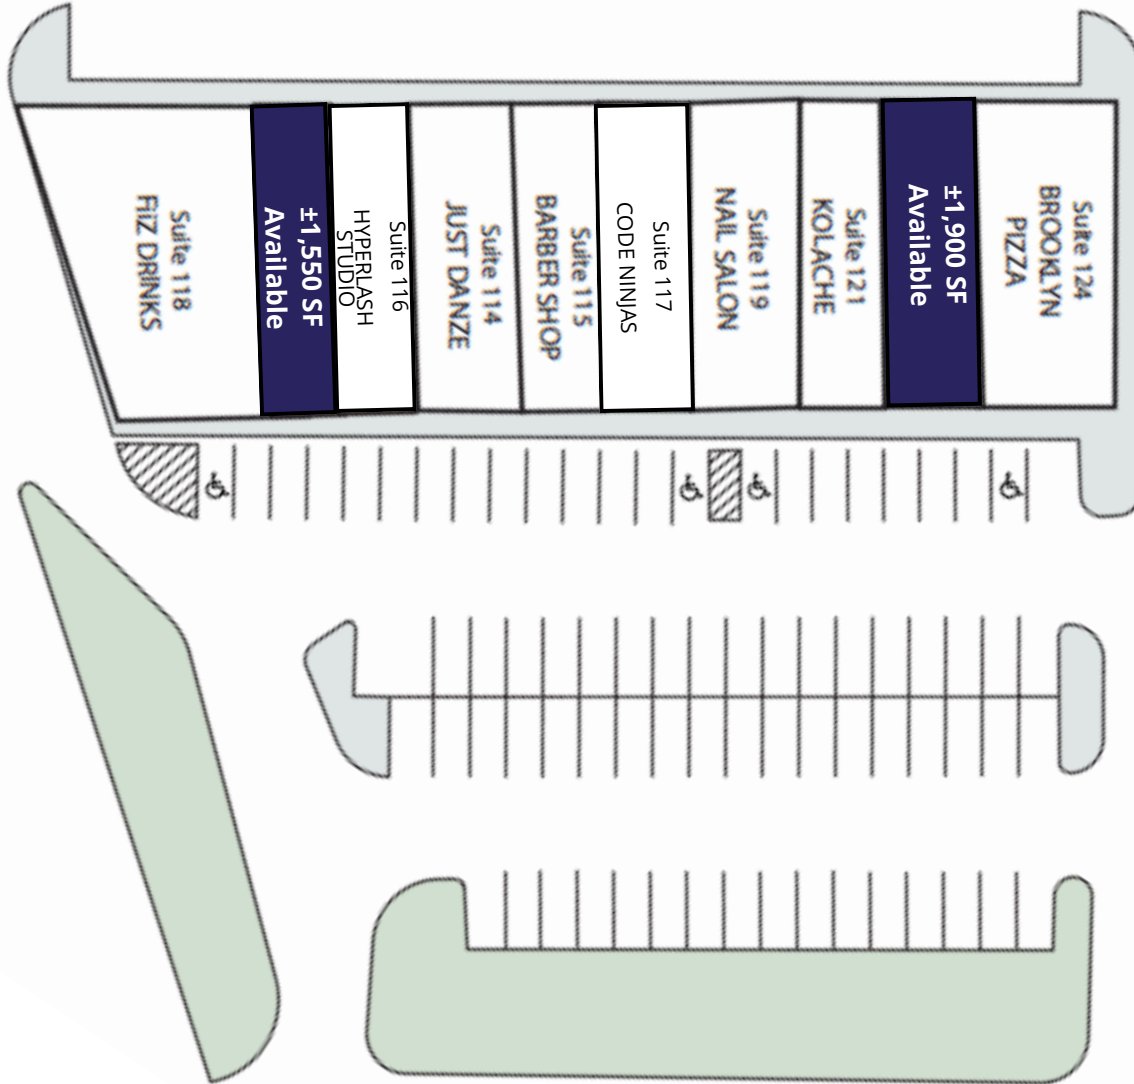 Suite 118
FiiZ DRINKS
±1,550 SF
Available
Suite 116
HYPERLASH
STUDIO
Suite 114
JUST DANZE
Suite 115
BARBER SHOP
Suite 117
CODE NINJAS
Suite 119
NAIL SALON
Suite 121
KOLACHE
±1,900 SF
Available
Suite 124
BROOKLYN
PIZZA